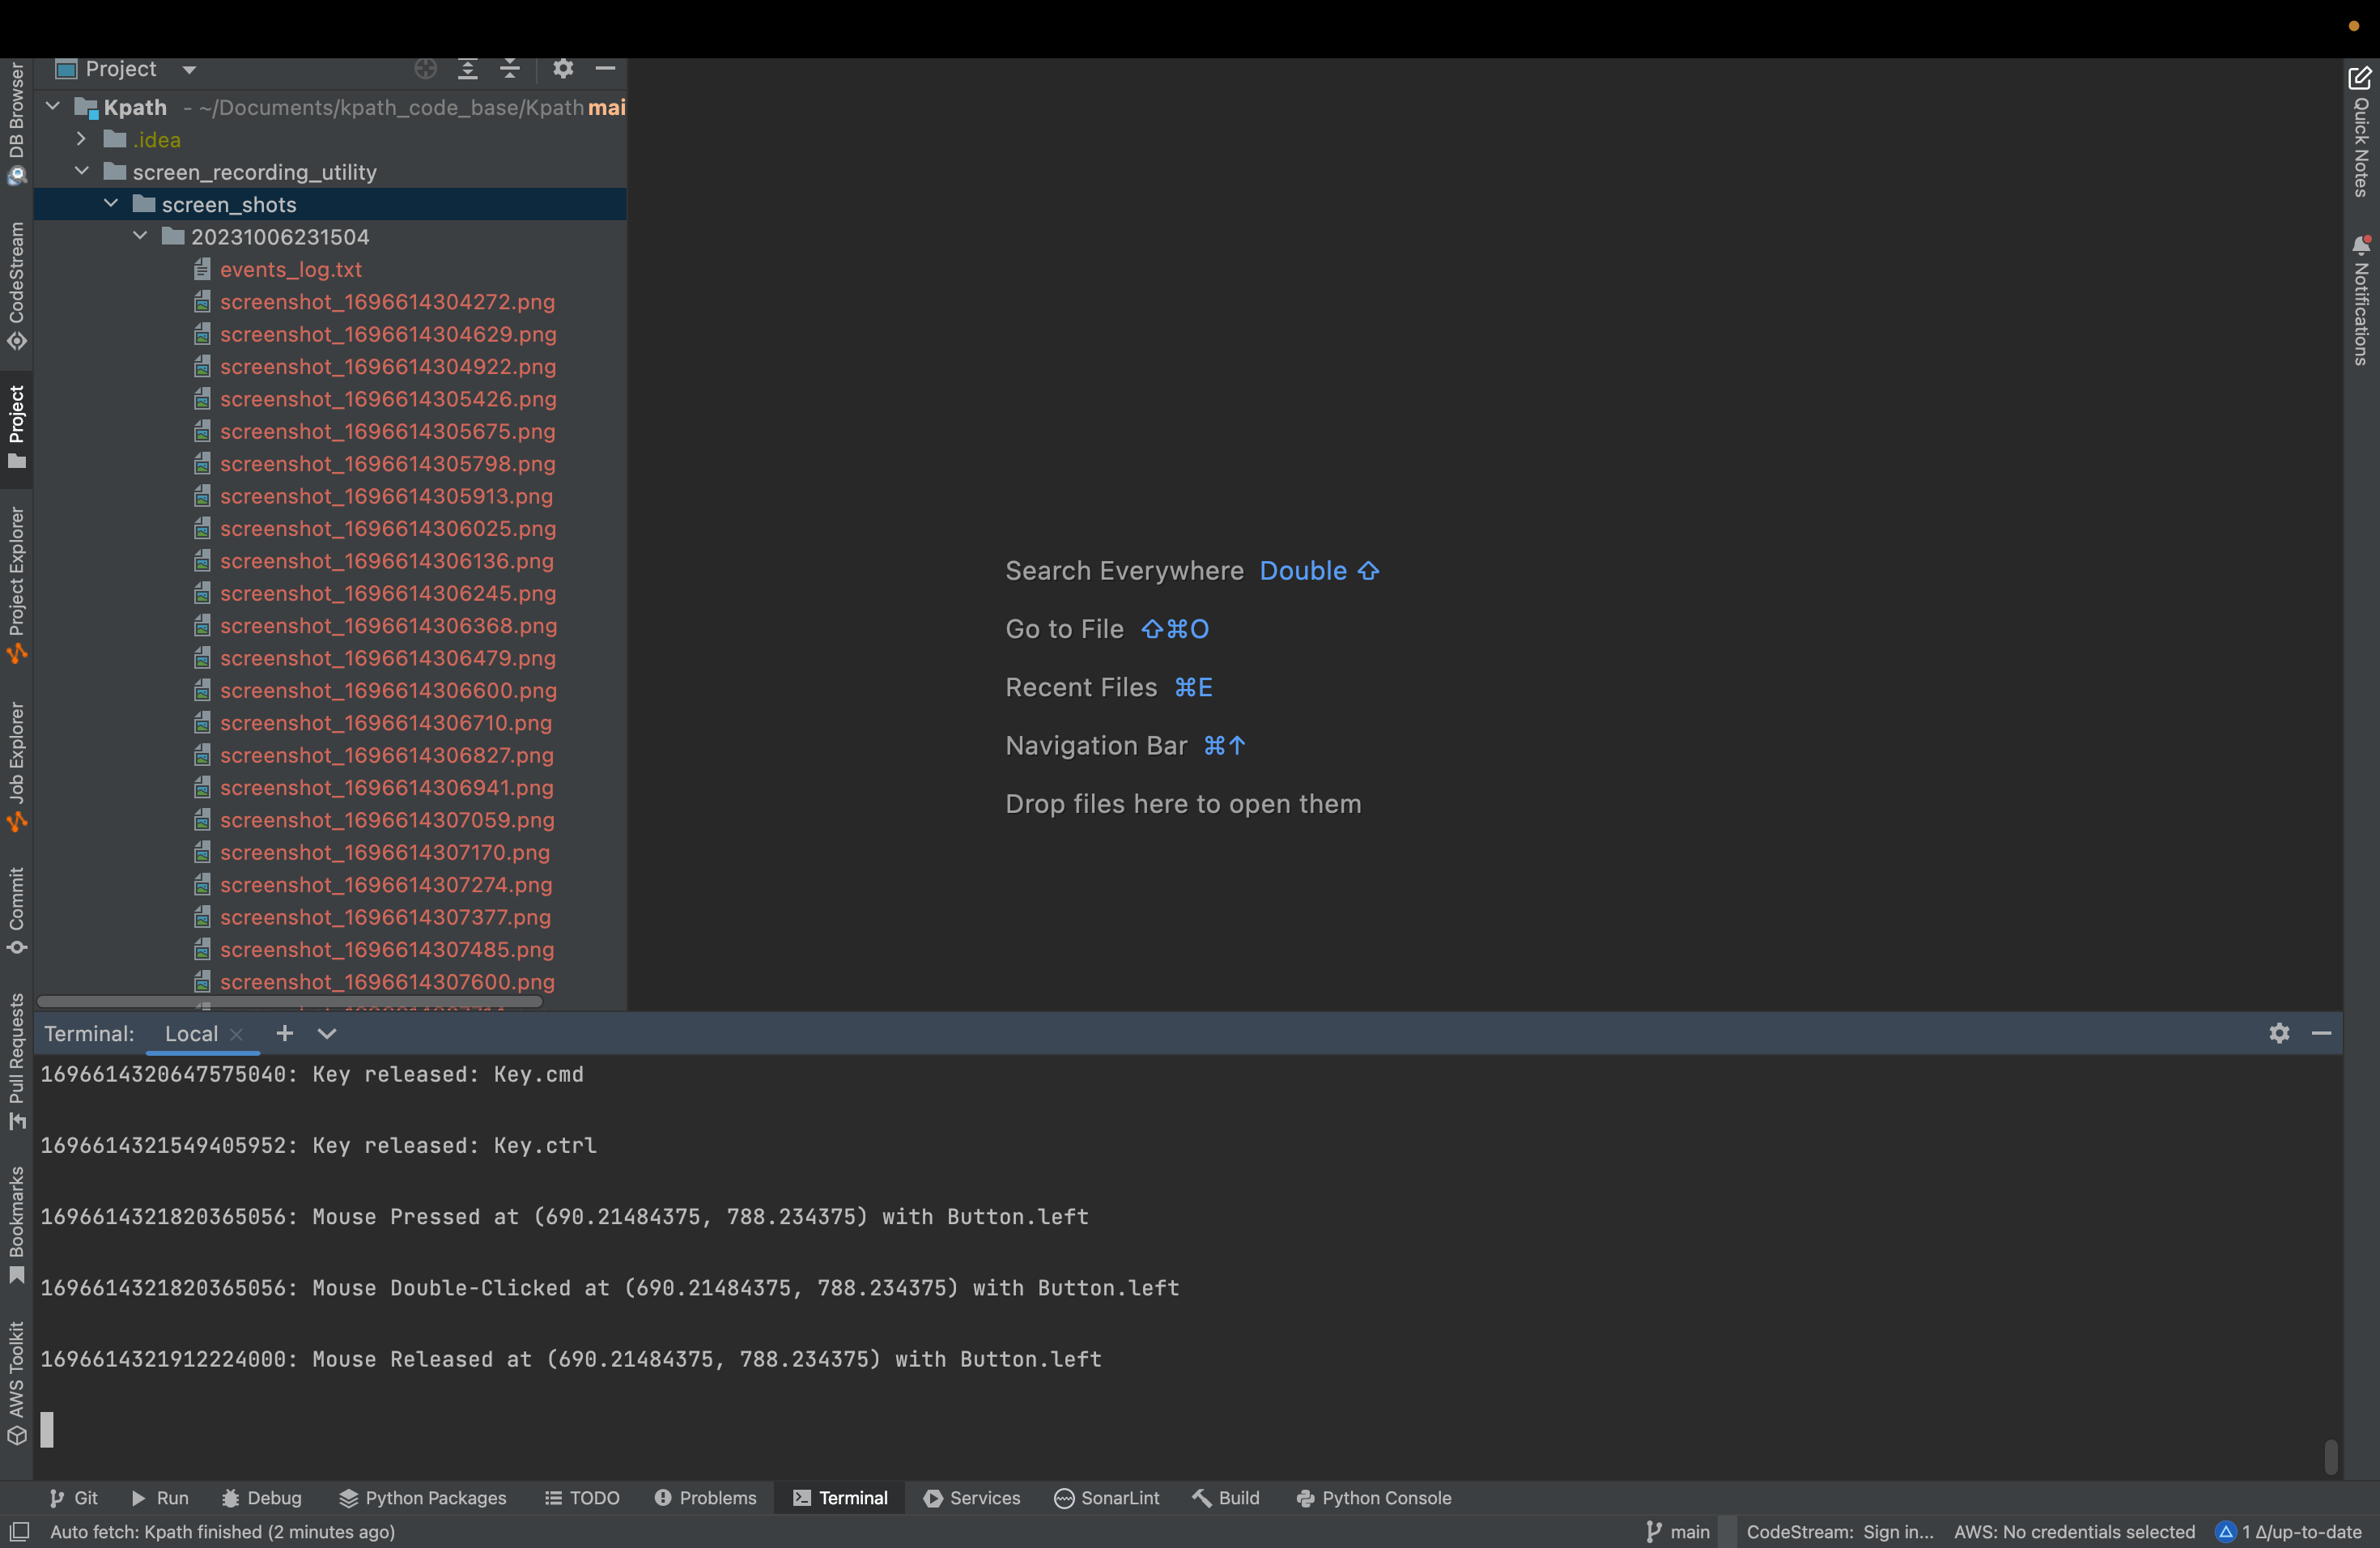 Project
Kpath - ~/Documents/kpath_code_base/Kpath mai
.idea
screen_recording_utility
screen_shots
20231006231504
events_log.txt
screenshot_1696614304272.png
screenshot_1696614304629.png
screenshot_1696614304922.png
screenshot_1696614305426.png
screenshot_1696614305675.png
screenshot_1696614305798.png
screenshot_1696614305913.png
screenshot_1696614306025.png
screenshot_1696614306136.png
screenshot_1696614306245.png
screenshot_1696614306368.png
screenshot_1696614306479.png
screenshot_1696614306600.png
screenshot_1696614306710.png
screenshot_1696614306827.png
screenshot_1696614306941.png
screenshot_1696614307059.png
screenshot_1696614307170.png
screenshot_1696614307274.png
screenshot_1696614307377.png
screenshot_1696614307485.png
screenshot_1696614307600.png
DB Browser
CodeStream
Project
Project Explorer
Job Explorer
Commit
Pull Requests
Bookmarks
AWS Toolkit
Search Everywhere Double ⇧
Go to File ⇧⌘O
Recent Files ⌘E
Navigation Bar ⌘↑
Drop files here to open them
Quick Notes
Notifications
Terminal: Local
1696614320647575040: Key released: Key.cmd
1696614321549405952: Key released: Key.ctrl
1696614321820365056: Mouse Pressed at (690.21484375, 788.234375) with Button.left
1696614321820365056: Mouse Double-Clicked at (690.21484375, 788.234375) with Button.left
1696614321912224000: Mouse Released at (690.21484375, 788.234375) with Button.left
Git Run Debug Python Packages TODO Problems Terminal Services SonarLint Build Python Console
Auto fetch: Kpath finished (2 minutes ago) main CodeStream: Sign in... AWS: No credentials selected 1 Δ/up-to-date